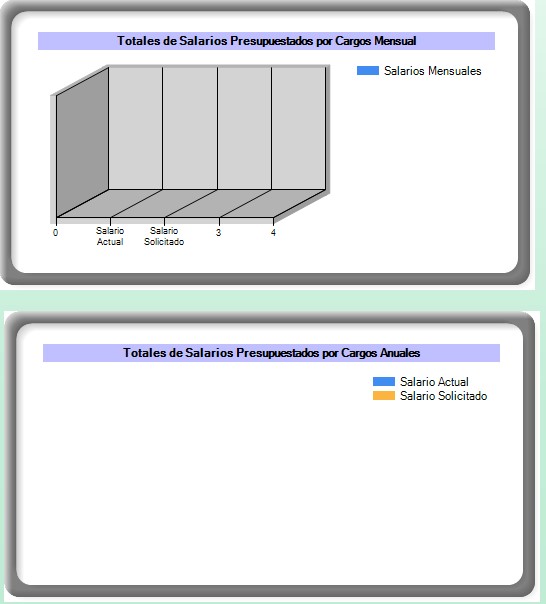 Totales de Salarios Presupuestados por Cargos Mensual
Salarios Mensuales
0
Salario
Actual
Salario
Solicitado
3
4
Totales de Salarios Presupuestados por Cargos Anuales
Salario Actual
Salario Solicitado